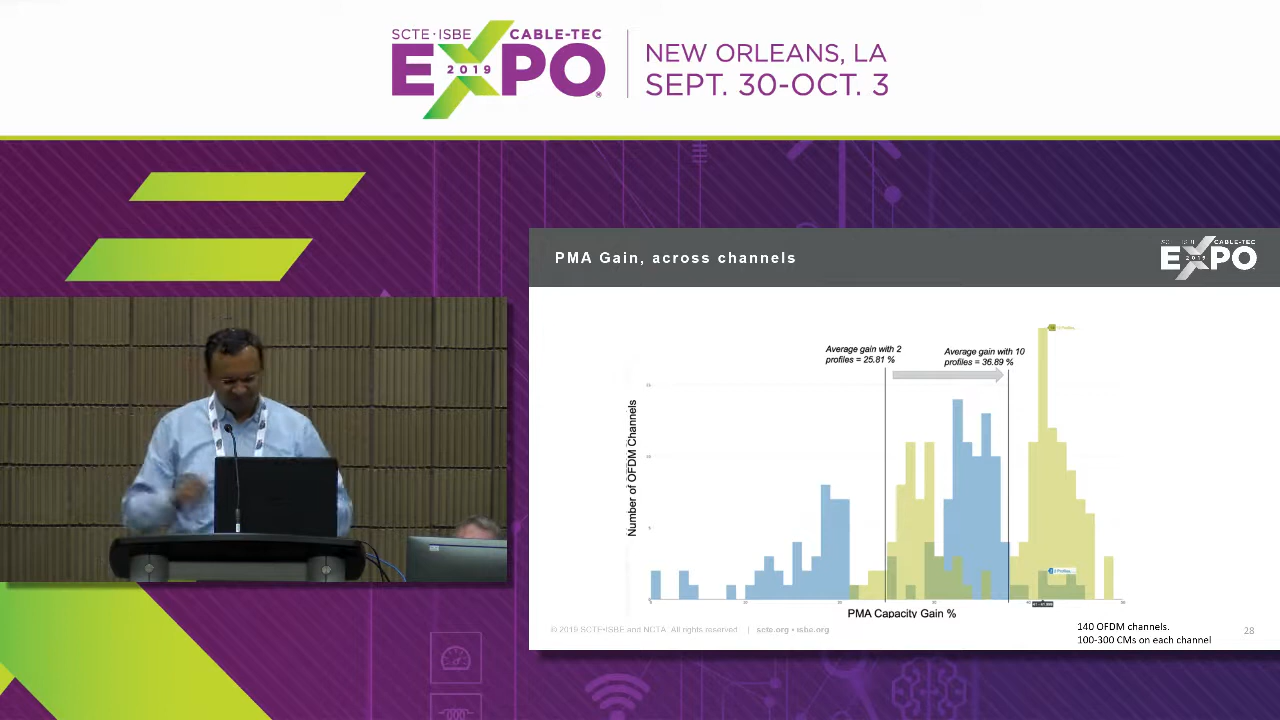 SCTE·ISBE CABLE-TEC
EXPO
2019
NEW ORLEANS, LA
SEPT. 30-OCT. 3
PMA Gain, across channels
CABLE-TEC
EXPO
2019
Average gain with 2
profiles = 25.81 %
Average gain with 10
profiles = 36.89 %
Number of OFDM Channels
PMA Capacity Gain %
© 2019 SCTE•ISBE and NCTA. All rights reserved. | scte.org • isbe.org
140 OFDM channels.
100-300 CMs on each channel
28